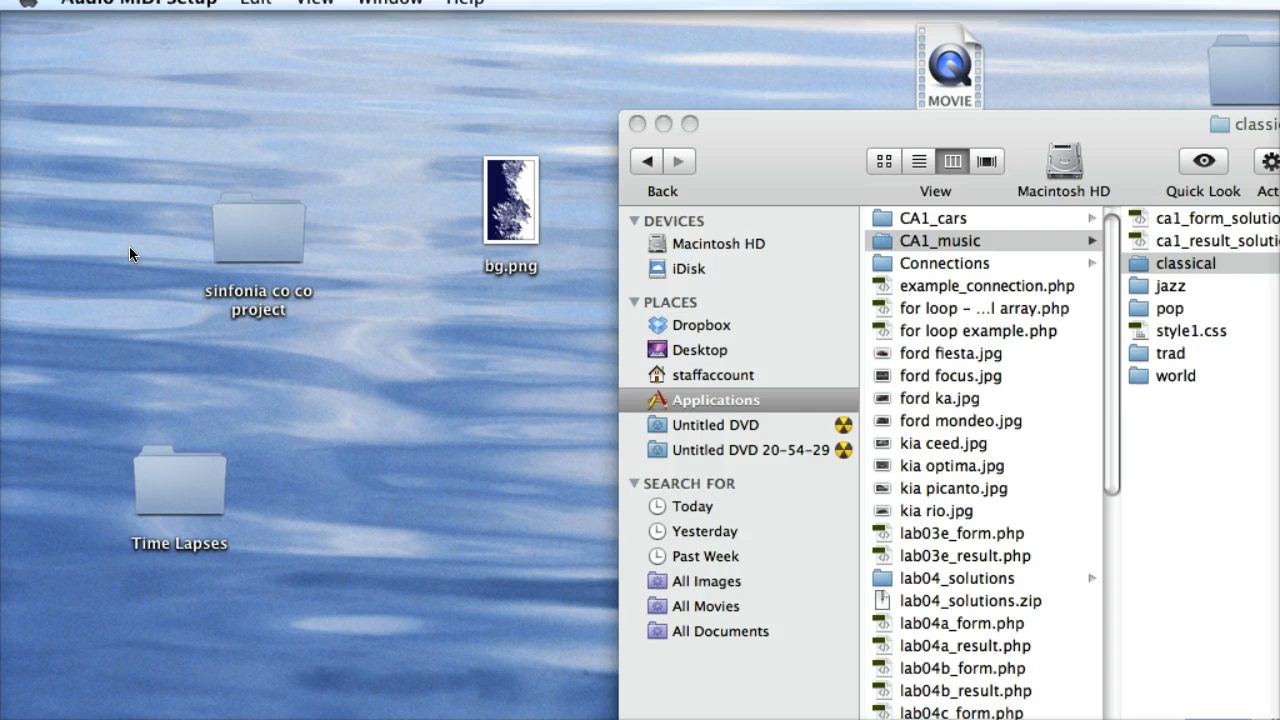 Audio MIDI Setup Edit View Window Help
MOVIE
sinfonia co co
project
bg.png
Time Lapses
Back
View
Macintosh HD
Quick Look
DEVICES
Macintosh HD
iDisk
PLACES
Dropbox
Desktop
staffaccount
Applications
Untitled DVD
Untitled DVD 20-54-29
SEARCH FOR
Today
Yesterday
Past Week
All Images
All Movies
All Documents
CA1_cars
CA1_music
Connections
example_connection.php
for loop - ...l array.php
for loop example.php
ford fiesta.jpg
ford focus.jpg
ford ka.jpg
ford mondeo.jpg
kia ceed.jpg
kia optima.jpg
kia picanto.jpg
kia rio.jpg
lab03e_form.php
lab03e_result.php
lab04_solutions
lab04_solutions.zip
lab04a_form.php
lab04a_result.php
lab04b_form.php
lab04b_result.php
lab04c_form.php
ca1_form_solutio
ca1_result_soluti
classical
jazz
pop
style1.css
trad
world